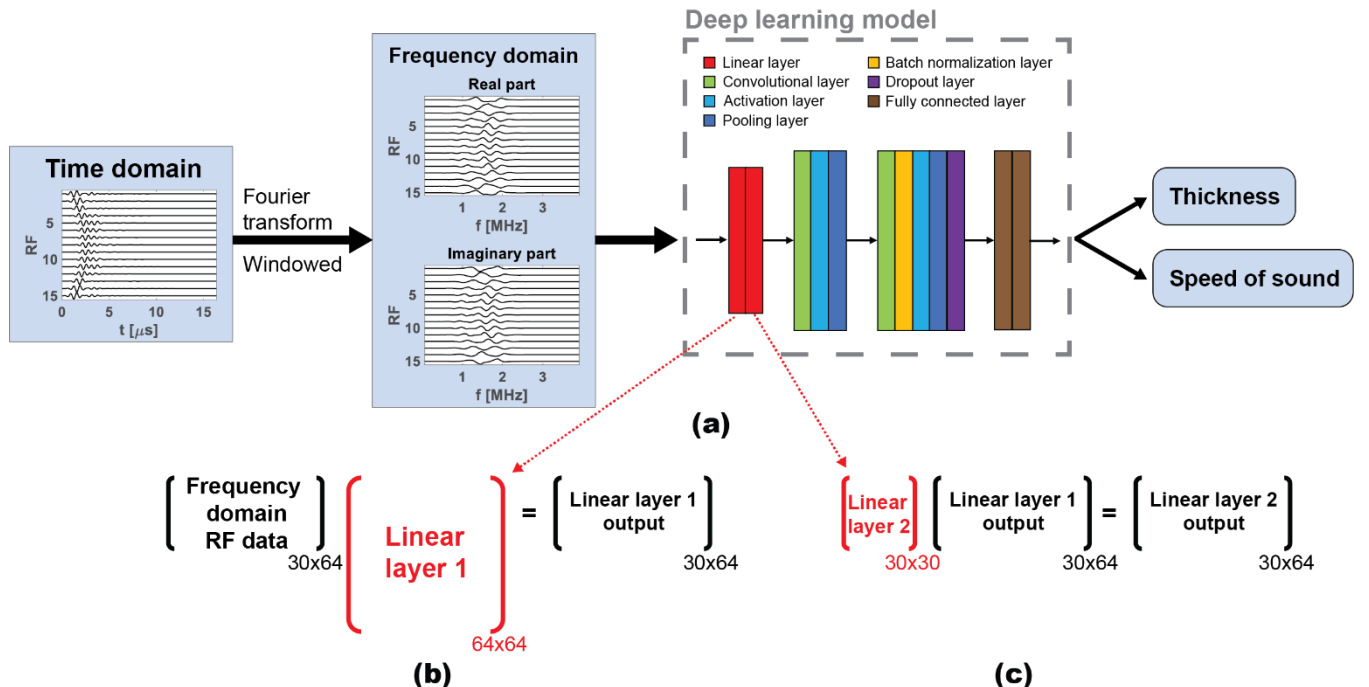 Deep learning model
Linear layer
Convolutional layer
Activation layer
Pooling layer
Batch normalization layer
Dropout layer
Fully connected layer
Time domain
RF
5
10
15
0
5
10
15
t [μs]
Fourier
transform
Windowed
Frequency domain
Real part
RF
5
10
15
1
2
3
f [MHz]
Imaginary part
RF
5
10
15
1
2
3
f [MHz]
Thickness
Speed of sound
(a)
Frequency
domain
RF data
30x64
Linear
layer 1
64x64
=
Linear layer 1
output
30x64
(b)
Linear
layer 2
30x30
Linear layer 1
output
30x64
=
Linear layer 2
output
30x64
(c)